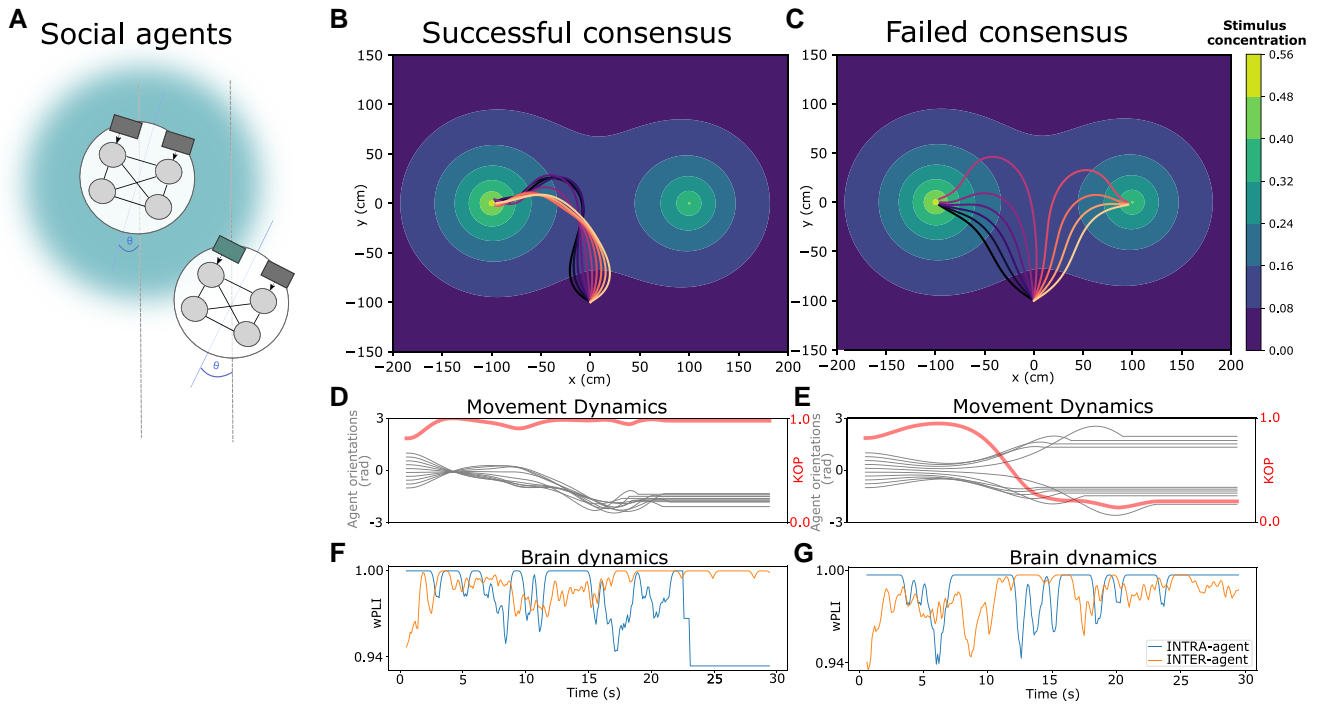 A
Social agents
θ
θ
B
Successful consensus
150
100
50
0
−50
−100
−150
y (cm)
−200
−150
−100
−50
0
50
100
150
200
x (cm)
C
Failed consensus
150
100
50
0
−50
−100
−150
y (cm)
−200
−150
−100
−50
0
50
100
150
200
x (cm)
Stimulus
concentration
0.56
0.48
0.40
0.32
0.24
0.16
0.08
0.00
D
Movement Dynamics
3
0
-3
Agent orientations
(rad)
1.0
0.0
KOP
E
Movement Dynamics
3
0
-3
Agent orientations
(rad)
1.0
0.0
KOP
F
Brain dynamics
1.00
0.94
wPLI
0
5
10
15
20
25
30
Time (s)
G
Brain dynamics
1.00
0.94
wPLI
INTRA-agent
INTER-agent
0
5
10
15
20
25
30
Time (s)